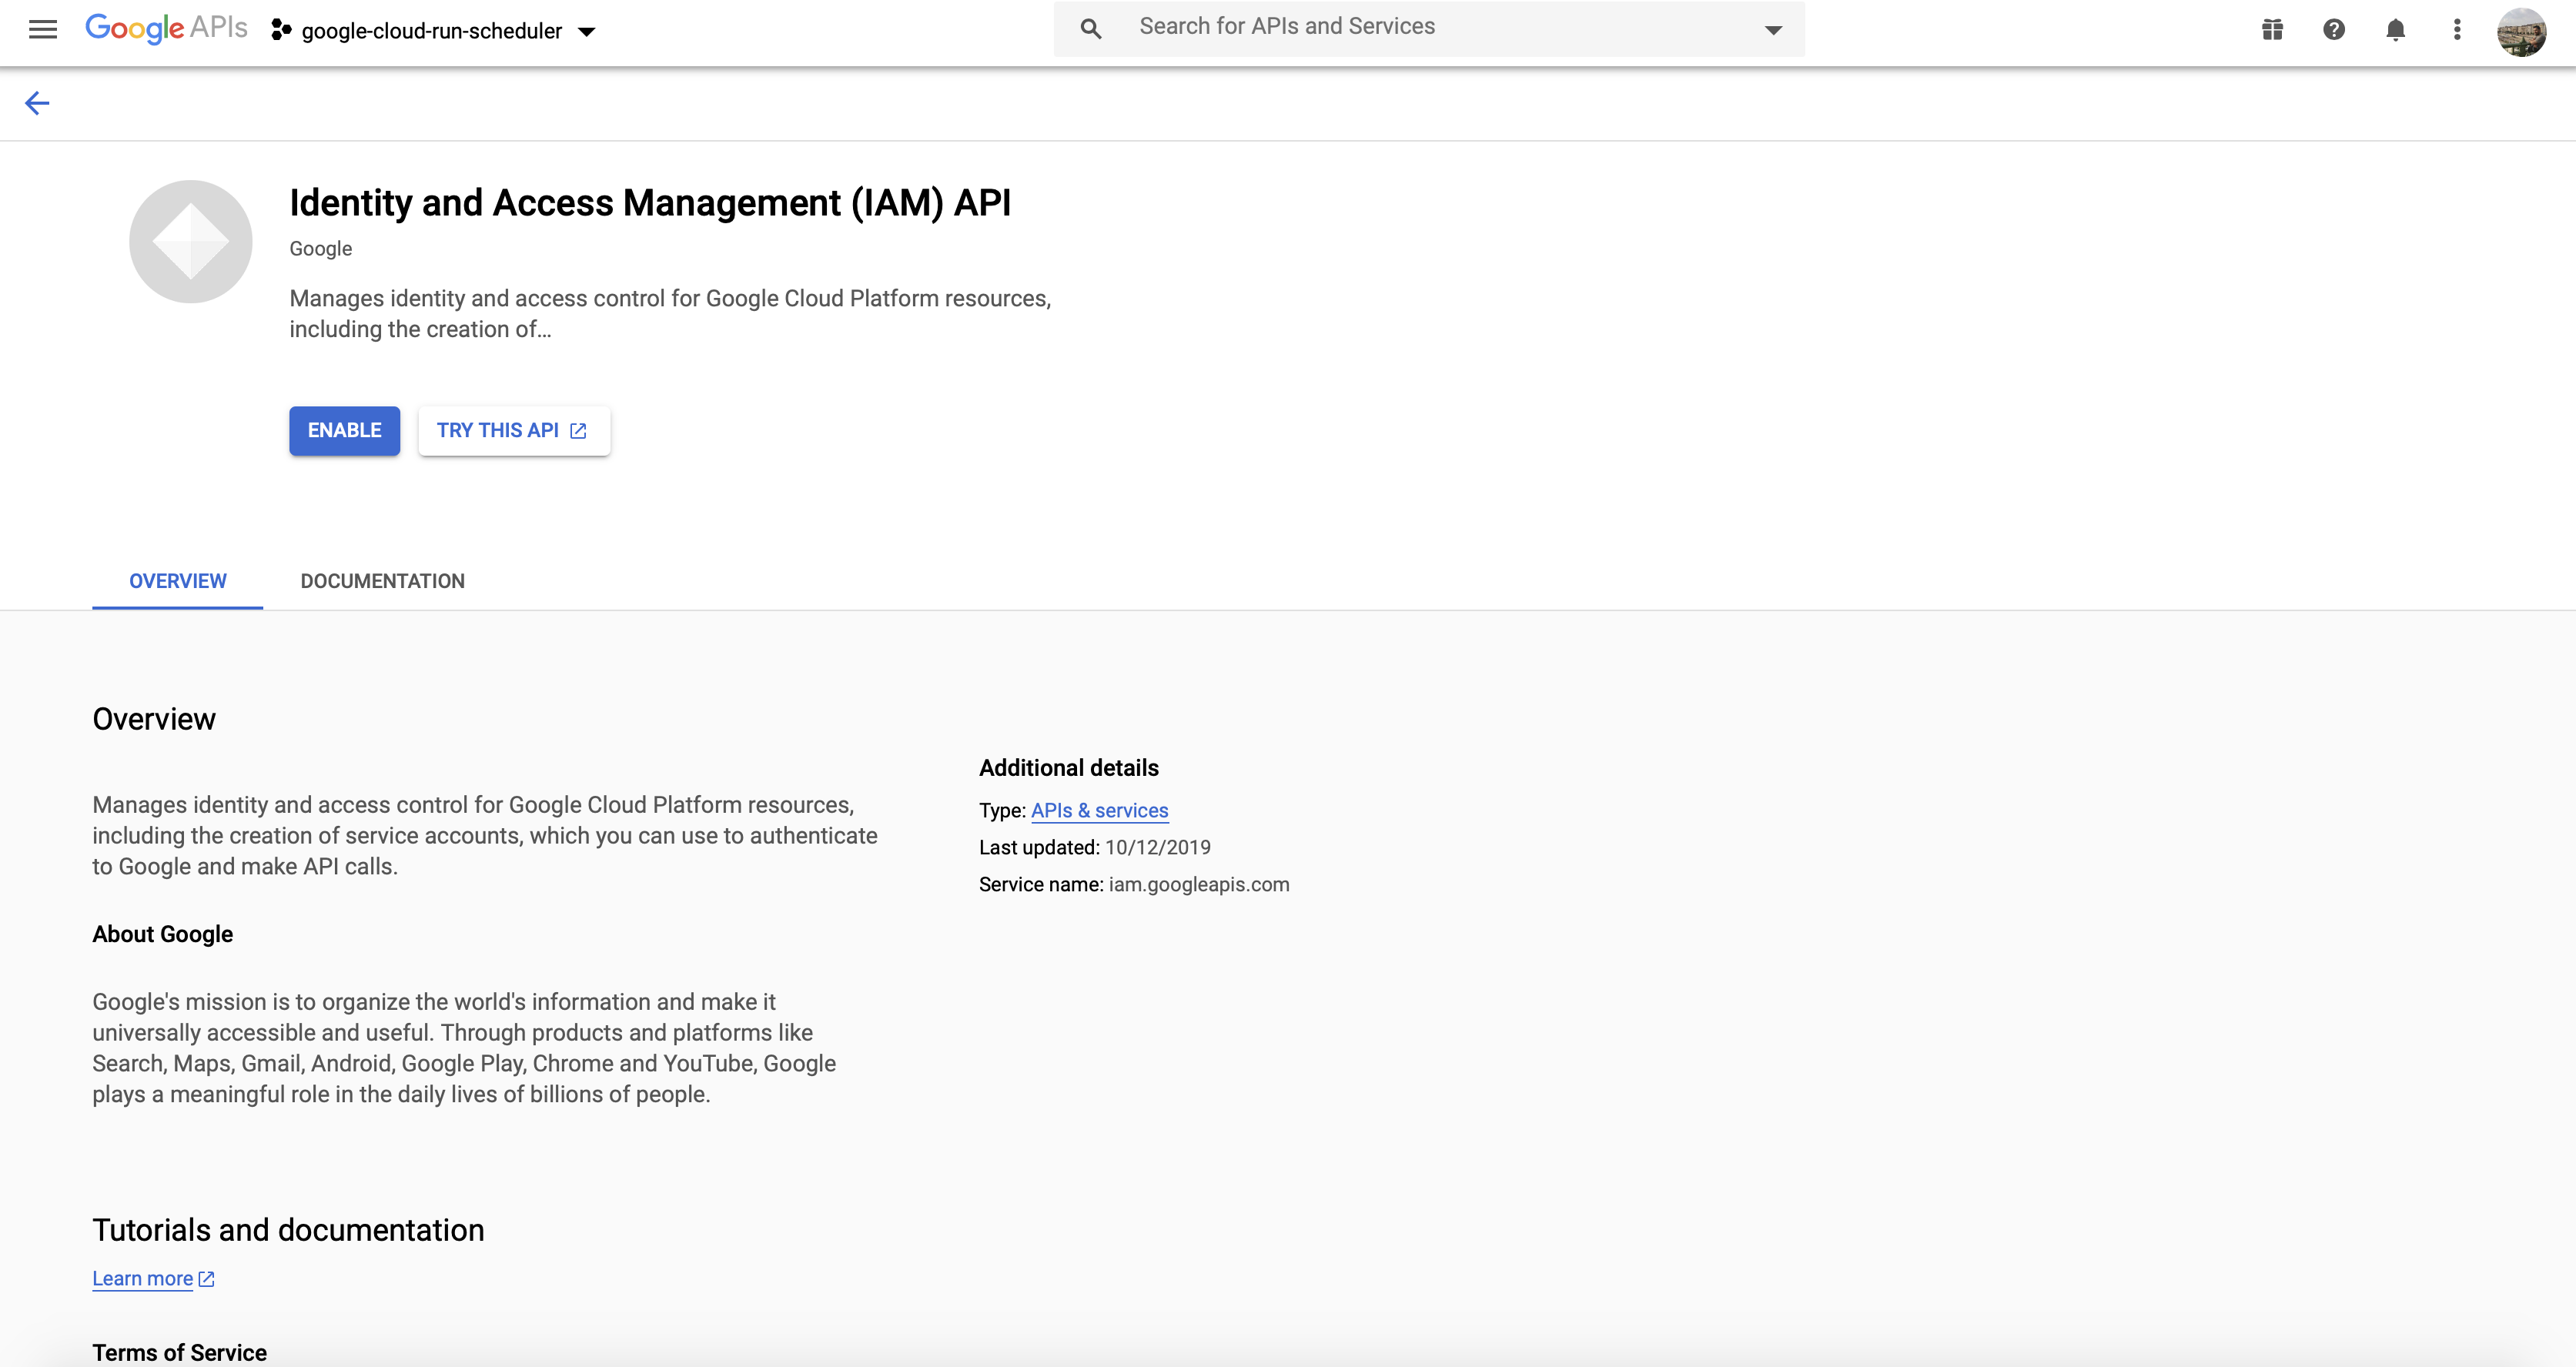 Google APIs
google-cloud-run-scheduler
Search for APIs and Services
Identity and Access Management (IAM) API
Google
Manages identity and access control for Google Cloud Platform resources,
including the creation of...
ENABLE
TRY THIS API
OVERVIEW
DOCUMENTATION
Overview
Manages identity and access control for Google Cloud Platform resources,
including the creation of service accounts, which you can use to authenticate
to Google and make API calls.
About Google
Google's mission is to organize the world's information and make it
universally accessible and useful. Through products and platforms like
Search, Maps, Gmail, Android, Google Play, Chrome and YouTube, Google
plays a meaningful role in the daily lives of billions of people.
Additional details
Type: APIs & services
Last updated: 10/12/2019
Service name: iam.googleapis.com
Tutorials and documentation
Learn more
Terms of Service